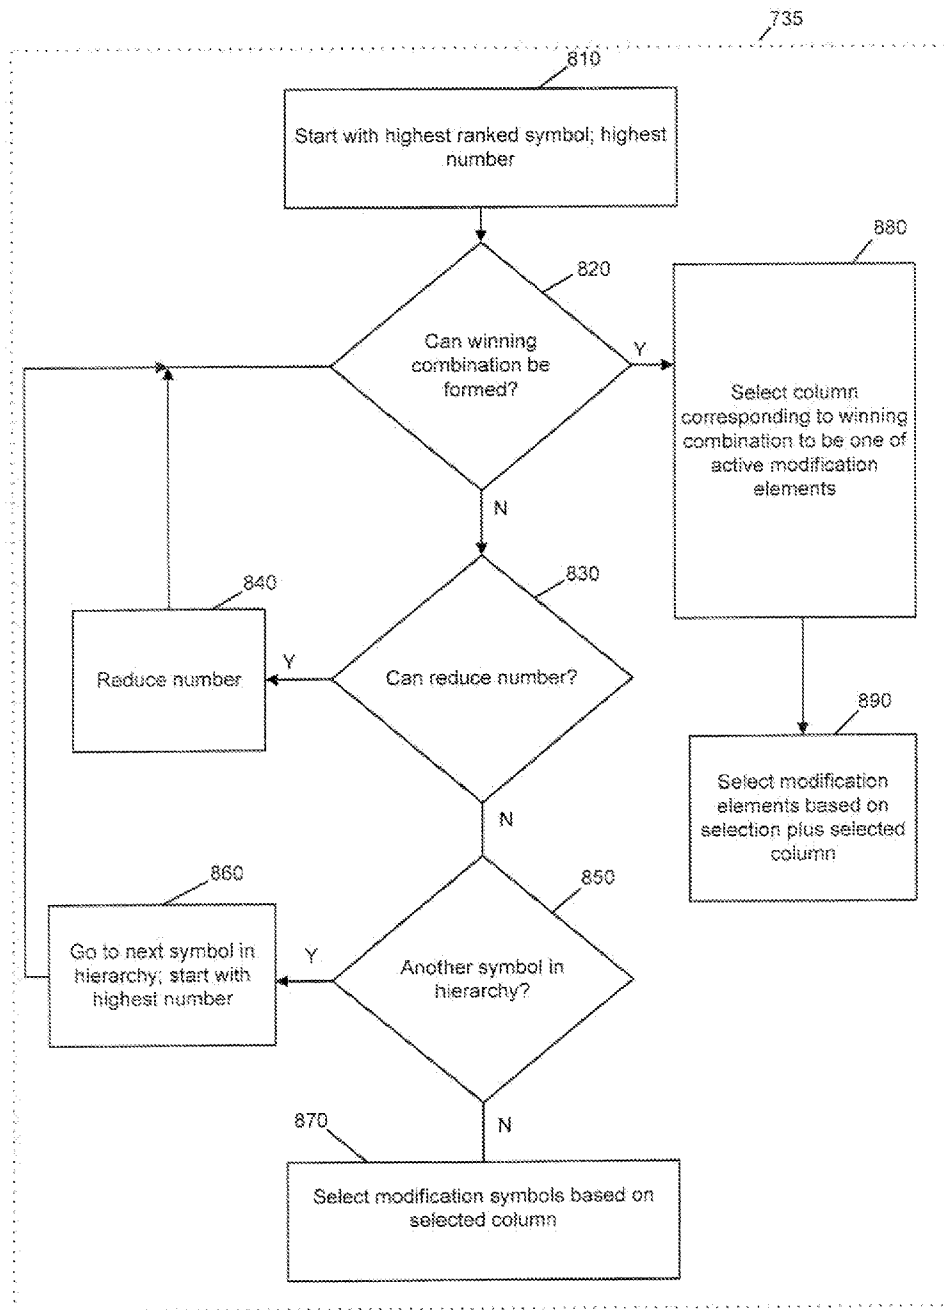 735
810
Start with highest ranked symbol; highest
number
820
Can winning
combination be
formed?
Y
880
Select column
corresponding to winning
combination to be one of
active modification
elements
N
830
Can reduce number?
Y
840
Reduce number
890
Select modification
elements based on
selection plus selected
column
N
850
Another symbol in
hierarchy?
Y
860
Go to next symbol in
hierarchy; start with
highest number
N
870
Select modification symbols based on
selected column